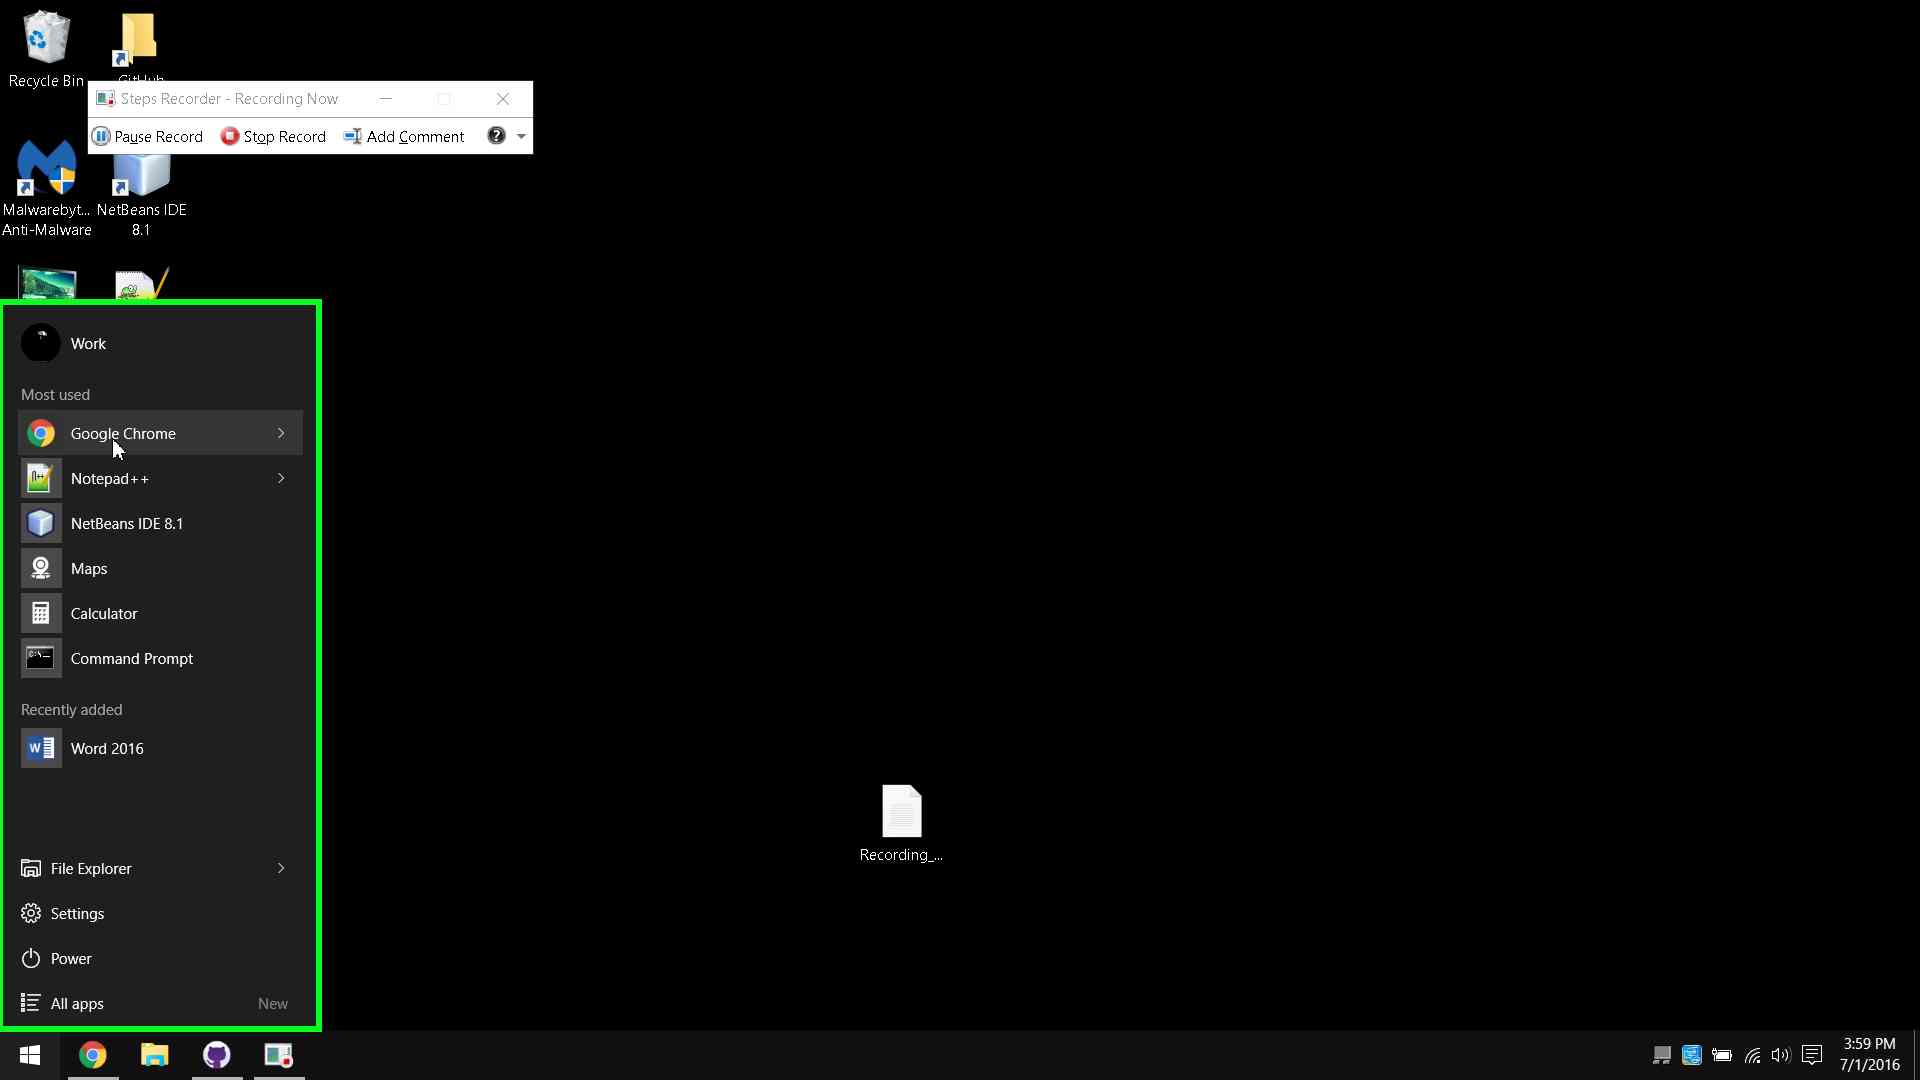 Recycle Bin
GitHub
Steps Recorder - Recording Now
Pause Record
Stop Record
Add Comment
Malwarebyt...
Anti-Malware
NetBeans IDE
8.1
Work
Most used
Google Chrome
Notepad++
NetBeans IDE 8.1
Maps
Calculator
Command Prompt
Recently added
Word 2016
Recording_...
File Explorer
Settings
Power
All apps
New
3:59 PM
7/1/2016